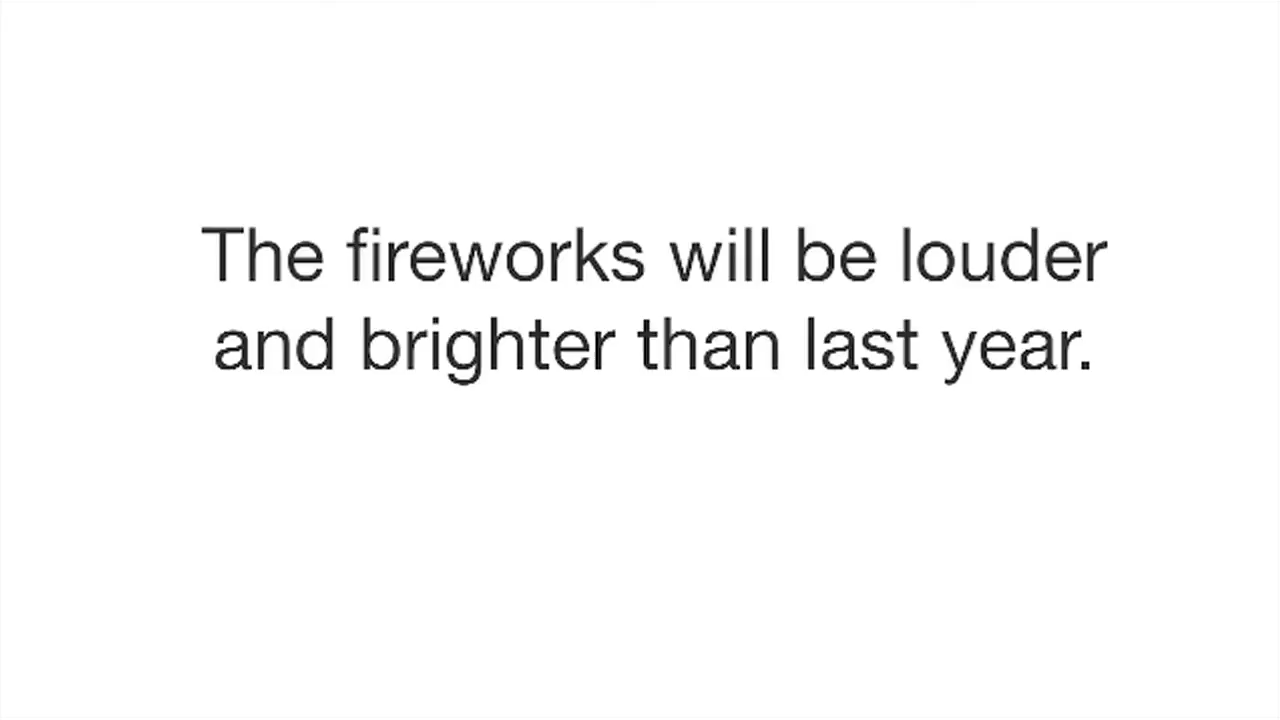 The fireworks will be louder
and brighter than last year.